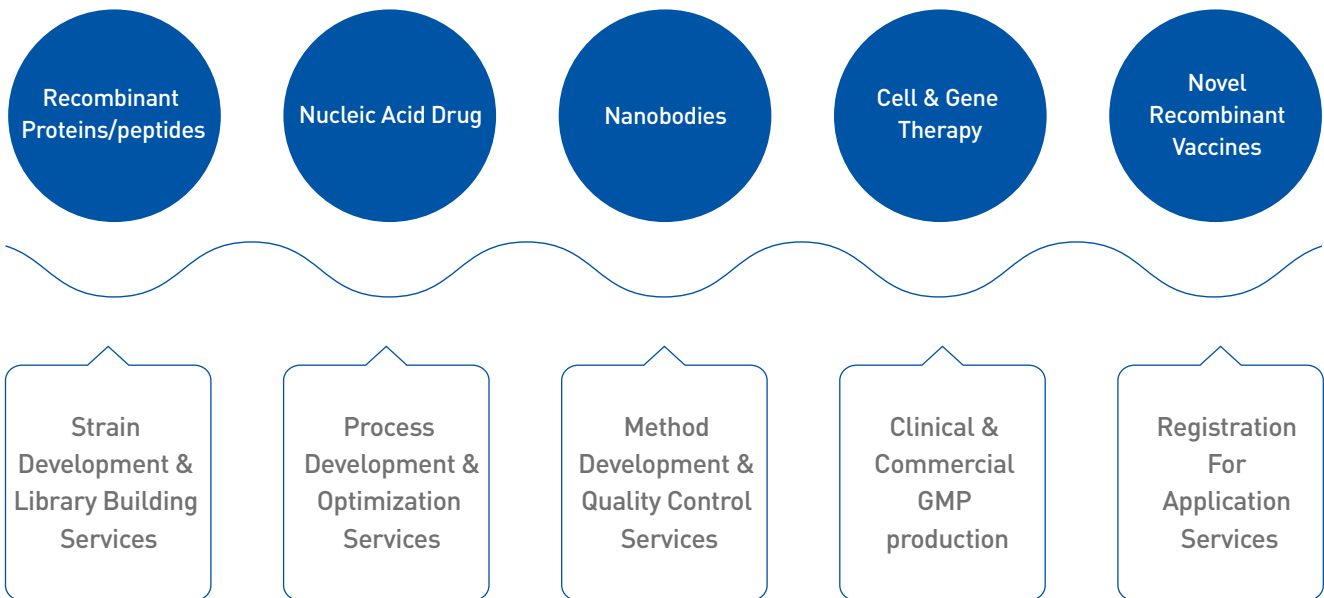 Recombinant
Proteins/peptides
Nucleic Acid Drug
Nanobodies
Cell & Gene
Therapy
Novel
Recombinant
Vaccines
Strain
Development &
Library Building
Services
Process
Development &
Optimization
Services
Method
Development &
Quality Control
Services
Clinical &
Commercial
GMP
production
Registration
For
Application
Services